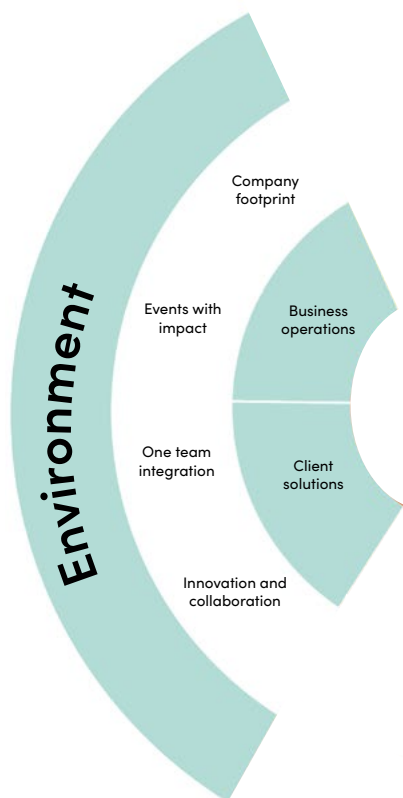 Environment
Company
footprint
Events with
impact
One team
integration
Innovation and
collaboration
Business
operations
Client
solutions